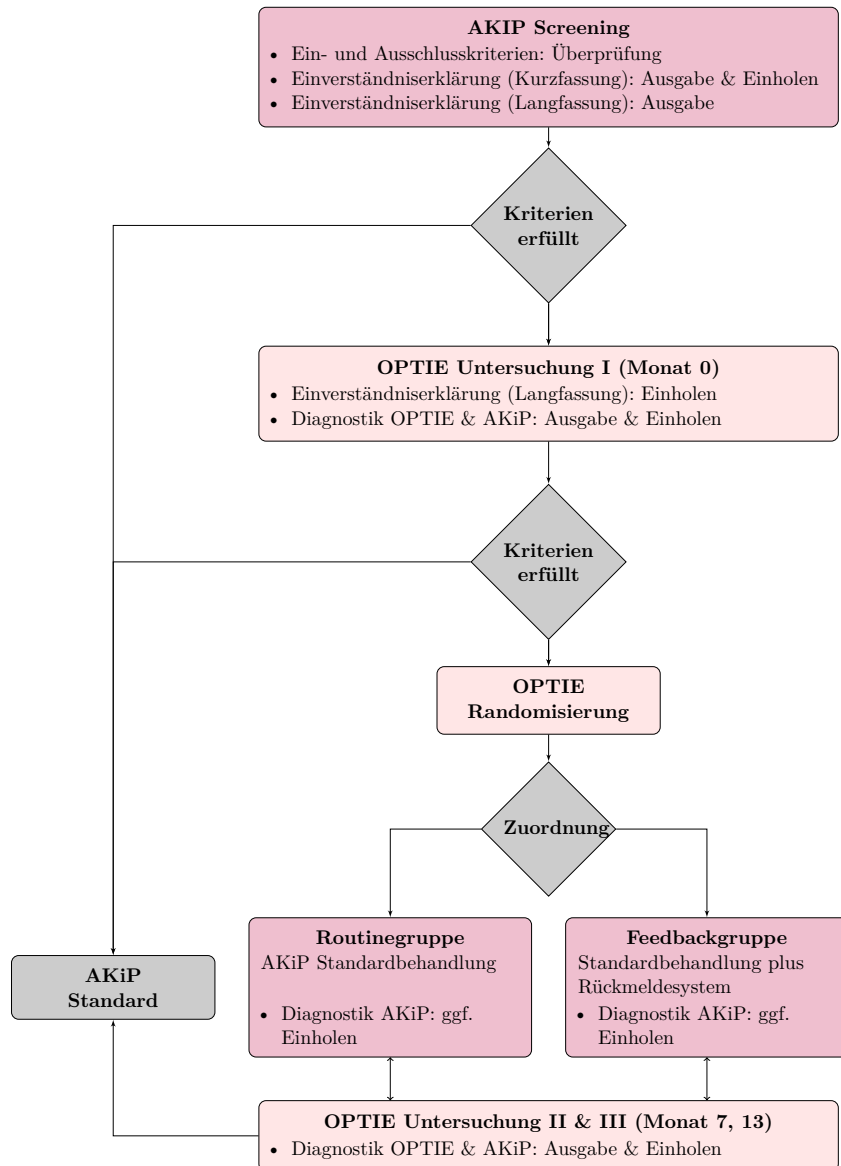 AKIP Screening
• Ein- und Ausschlusskriterien: Überprüfung
• Einverständniserklärung (Kurzfassung): Ausgabe & Einholen
• Einverständniserklärung (Langfassung): Ausgabe
Kriterien
erfüllt
OPTIE Untersuchung I (Monat 0)
• Einverständniserklärung (Langfassung): Einholen
• Diagnostik OPTIE & AKiP: Ausgabe & Einholen
Kriterien
erfüllt
OPTIE
Randomisierung
Zuordnung
AKiP
Standard
Routinegruppe
AKiP Standardbehandlung
• Diagnostik AKiP: ggf.
Einholen
Feedbackgruppe
Standardbehandlung plus
Rückmeldesystem
• Diagnostik AKiP: ggf.
Einholen
OPTIE Untersuchung II & III (Monat 7, 13)
• Diagnostik OPTIE & AKiP: Ausgabe & Einholen